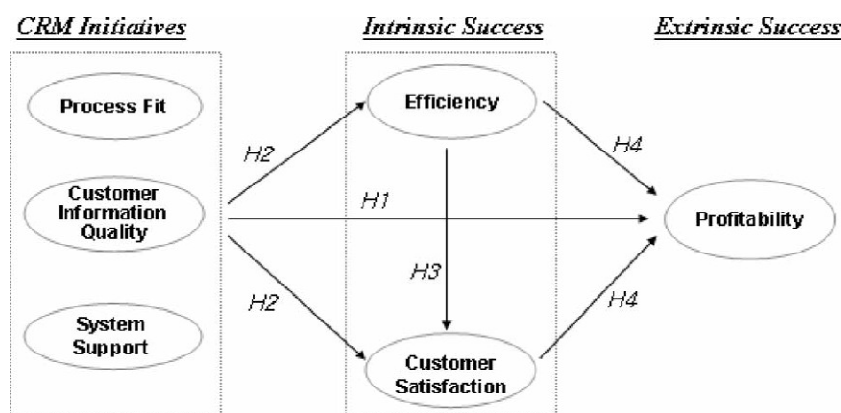 CRM Initiatives
Intrinsic Success
Extrinsic Success
Process Fit
Customer
Information
Quality
System
Support
Efficiency
Customer
Satisfaction
Profitability
H2
H1
H2
H3
H4
H4